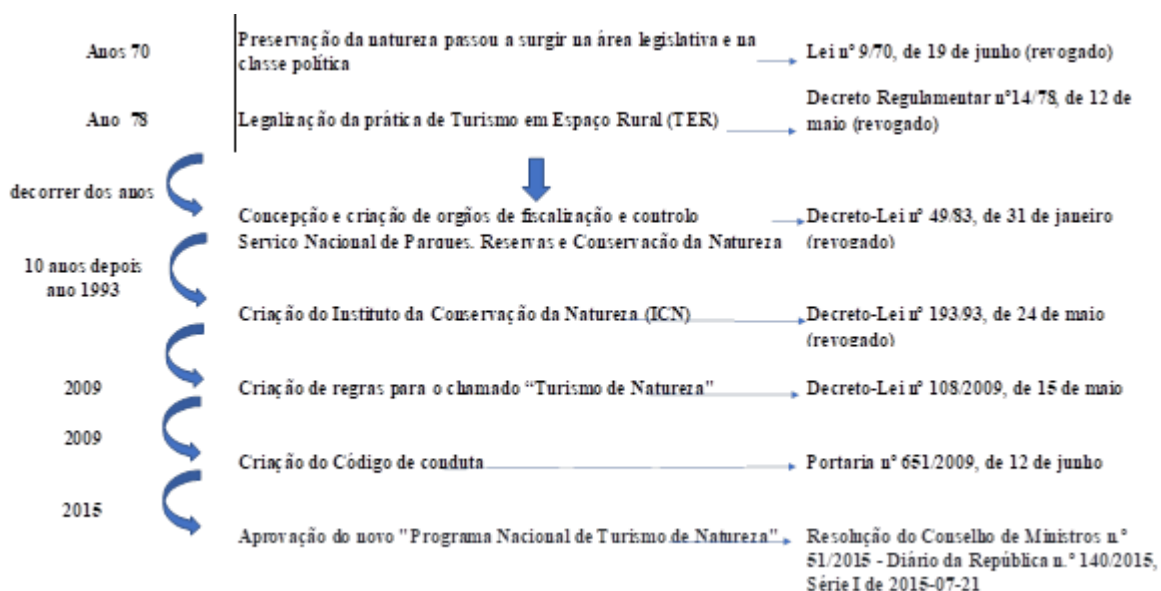 Anos 70
Preservação da natureza passou a surgir na área legislativa e na
classe política
Lei nº 9/70, de 19 de junho (revogado)
Ano 78
Legalização da prática de Turismo em Espaço Rural (TER)
Decreto Regulamentar nº14/78, de 12 de
maio (revogado)
decorrer dos anos
Concepção e criação de orgãos de fiscalização e controlo
Serviço Nacional de Parques, Reservas e Conservação da Natureza
Decreto-Lei nº 49/83, de 31 de janeiro
(revogado)
10 anos depois
ano 1993
Criação do Instituto da Conservação da Natureza (ICN)
Decreto-Lei nº 193/93, de 24 de maio
(revogado)
2009
Criação de regras para o chamado “Turismo de Natureza”
Decreto-Lei nº 108/2009, de 15 de maio
2009
Criação do Código de conduta
Portaria nº 651/2009, de 12 de junho
2015
Aprovação do novo "Programa Nacional de Turismo de Natureza"
Resolução do Conselho de Ministros n.º
51/2015 - Diário da República n.º 140/2015,
Série I de 2015-07-21